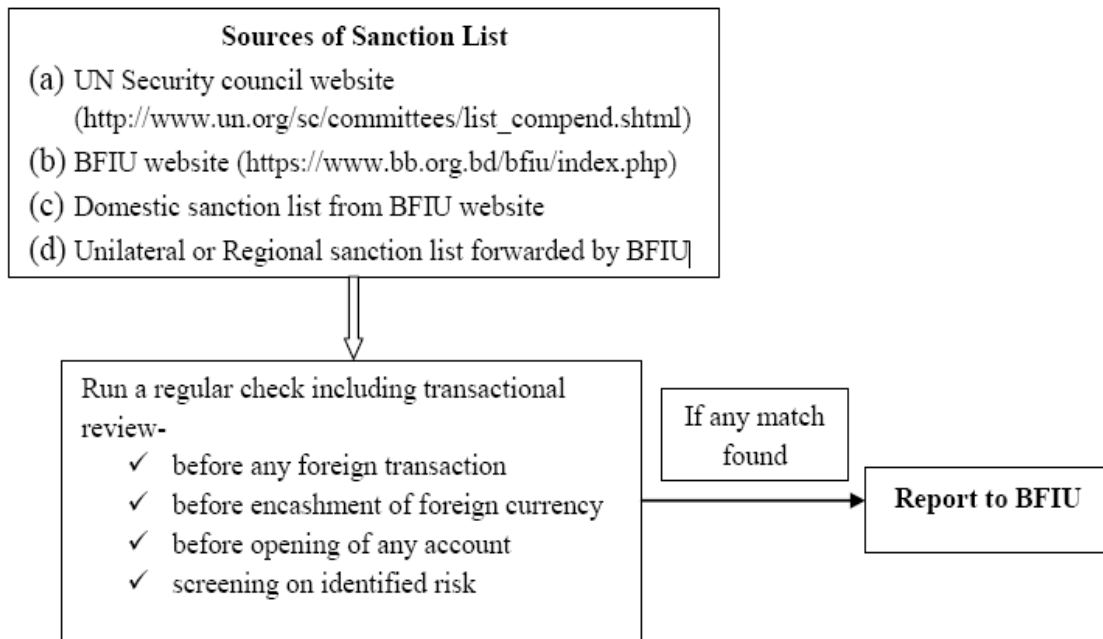 Sources of Sanction List
(a) UN Security council website
(http://www.un.org/sc/committees/list_compend.shtml)
(b) BFIU website (https://www.bb.org.bd/bfiu/index.php)
(c) Domestic sanction list from BFIU website
(d) Unilateral or Regional sanction list forwarded by BFIU
Run a regular check including transactional
review-
✓ before any foreign transaction
✓ before encashment of foreign currency
✓ before opening of any account
✓ screening on identified risk
If any match
found
Report to BFIU